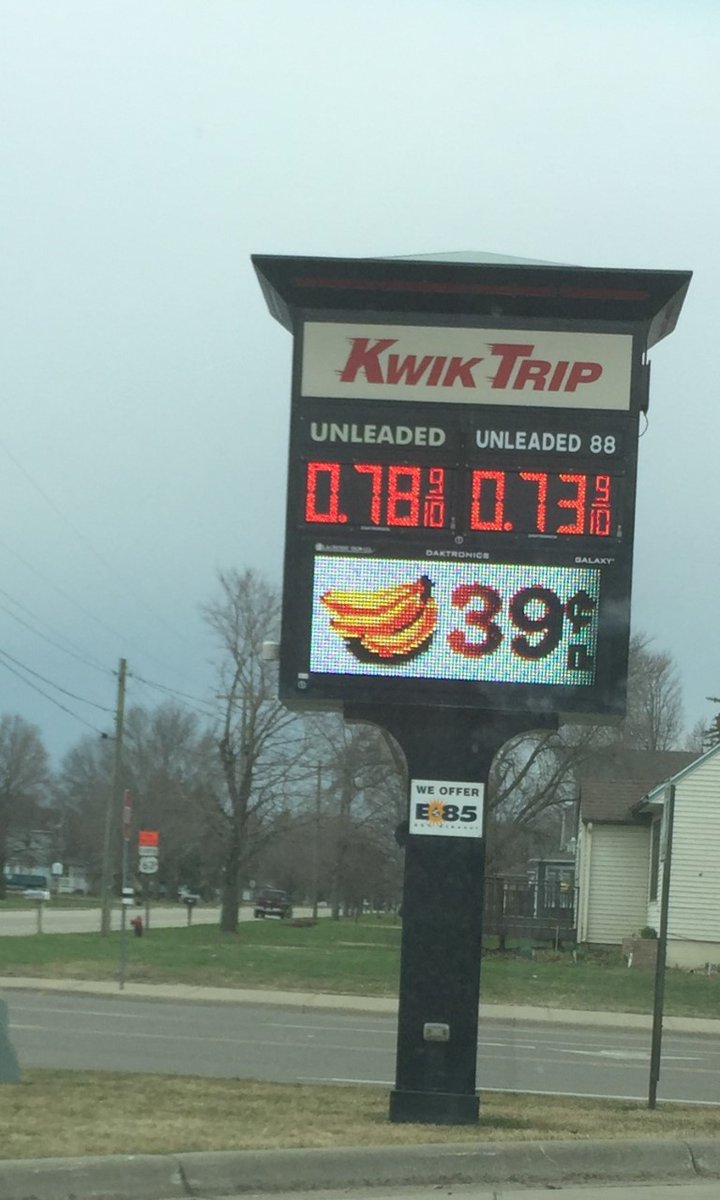 KWIK TRIP
UNLEADED UNLEADED 88
0.78 9/10 0.73 9/10
DAKTRONICS GALAXY
39¢
WE OFFER
E85